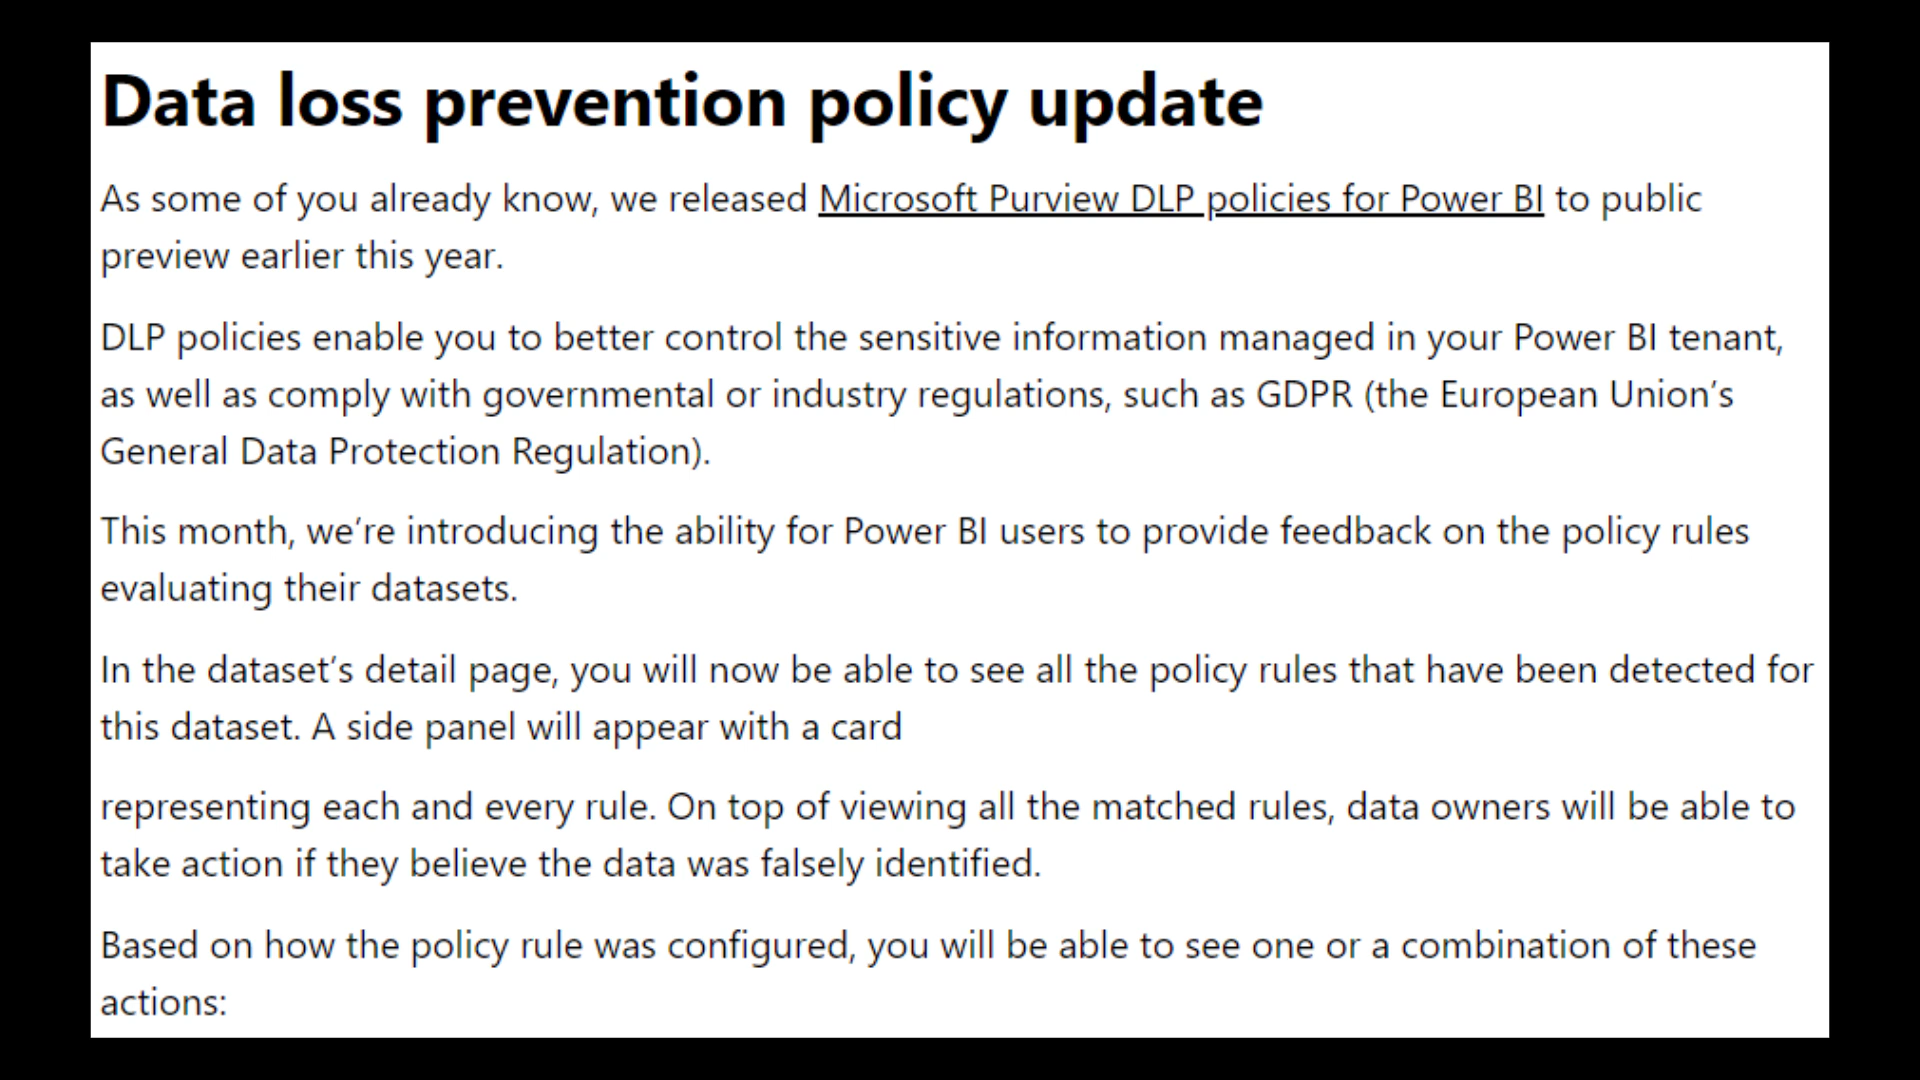 Data loss prevention policy update
As some of you already know, we released Microsoft Purview DLP policies for Power BI to public
preview earlier this year.
DLP policies enable you to better control the sensitive information managed in your Power BI tenant,
as well as comply with governmental or industry regulations, such as GDPR (the European Union’s
General Data Protection Regulation).
This month, we’re introducing the ability for Power BI users to provide feedback on the policy rules
evaluating their datasets.
In the dataset’s detail page, you will now be able to see all the policy rules that have been detected for
this dataset. A side panel will appear with a card
representing each and every rule. On top of viewing all the matched rules, data owners will be able to
take action if they believe the data was falsely identified.
Based on how the policy rule was configured, you will be able to see one or a combination of these
actions: